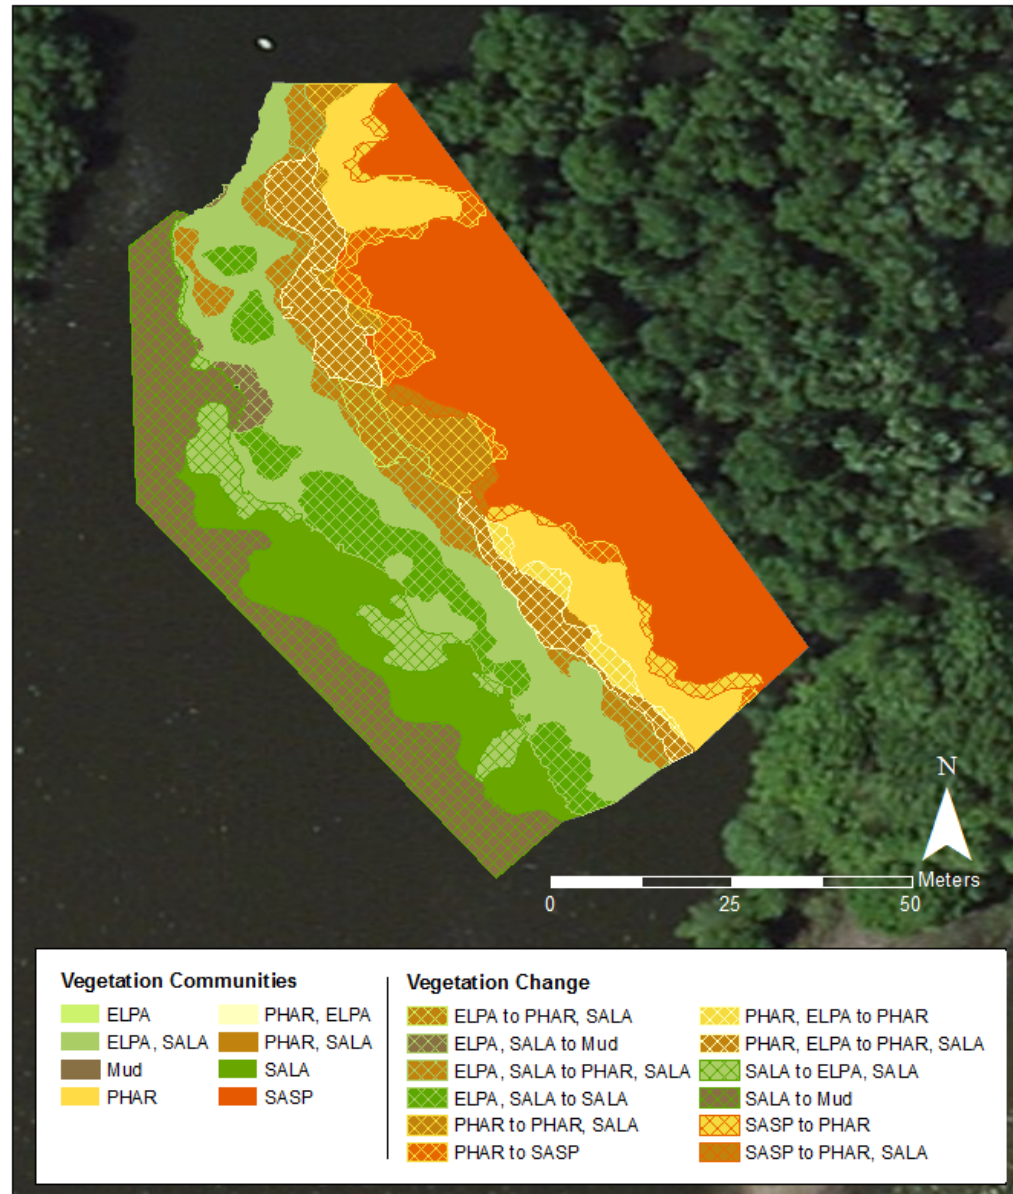 N
Meters
0 25 50
Vegetation Communities
ELPA
ELPA, SALA
Mud
PHAR
PHAR, ELPA
PHAR, SALA
SALA
SASP
Vegetation Change
ELPA to PHAR, SALA
ELPA, SALA to Mud
ELPA, SALA to PHAR, SALA
ELPA, SALA to SALA
PHAR to PHAR, SALA
PHAR to SASP
PHAR, ELPA to PHAR
PHAR, ELPA to PHAR, SALA
SALA to ELPA, SALA
SALA to Mud
SASP to PHAR
SASP to PHAR, SALA